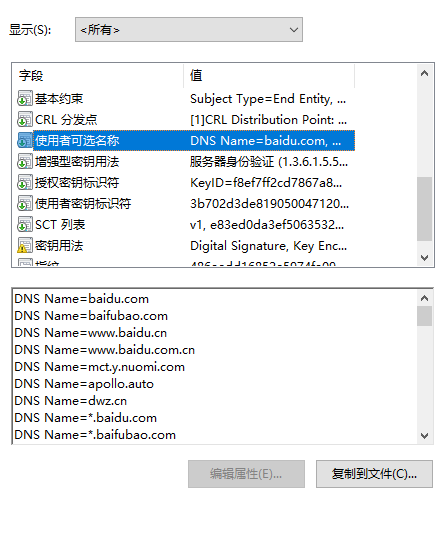 显示(S): <所有>
字段 值
基本约束 Subject Type=End Entity, ...
CRL 分发点 [1]CRL Distribution Point: ...
使用者可选名称 DNS Name=baidu.com, ...
增强型密钥用法 服务器身份验证 (1.3.6.1.5.5...
授权密钥标识符 KeyID=f8ef7ff2cd7867a8...
使用者密钥标识符 3b702d3de819050047120...
SCT 列表 v1, e83ed0da3ef5063532...
密钥用法 Digital Signature, Key Enc...
指纹
DNS Name=baidu.com
DNS Name=baifubao.com
DNS Name=www.baidu.cn
DNS Name=www.baidu.com.cn
DNS Name=mct.y.nuomi.com
DNS Name=apollo.auto
DNS Name=dwz.cn
DNS Name=*.baidu.com
DNS Name=*.baifubao.com
编辑属性(E)... 复制到文件(C)...